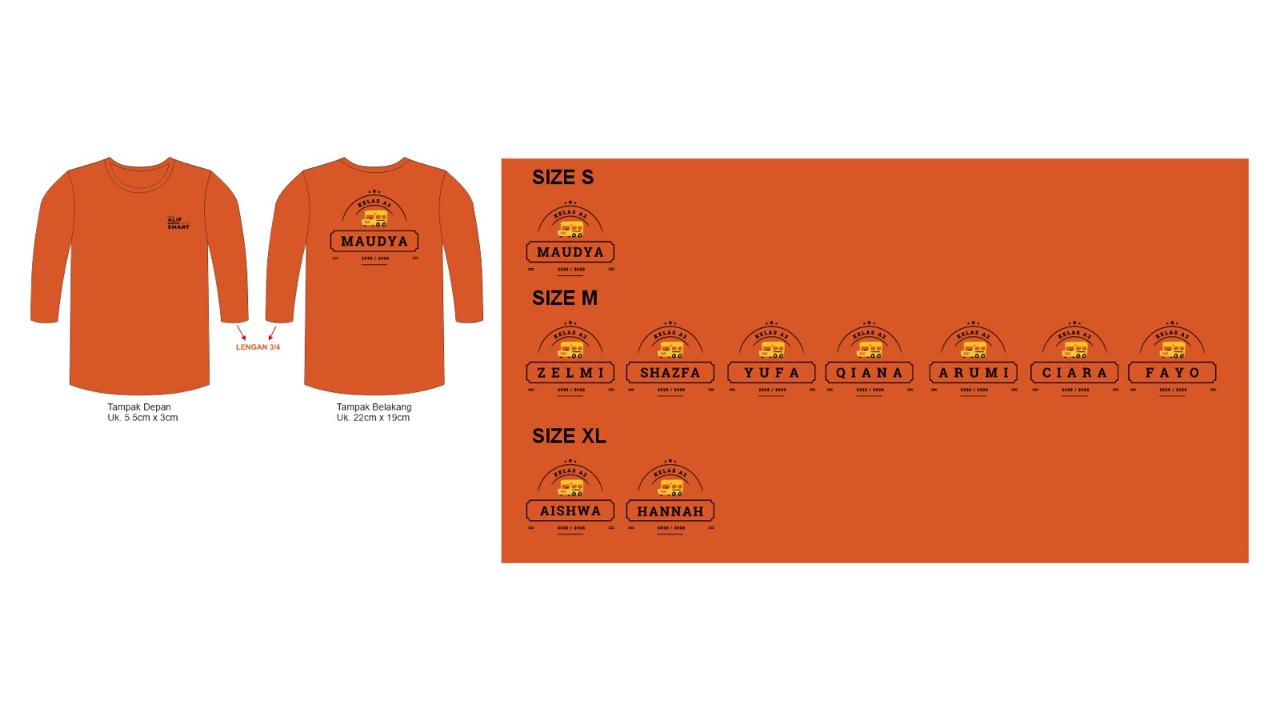 ALIF
SMART
KELAS A2
MAUDYA
2025 / 2026
LENGAN 3/4
Tampak Depan
Uk. 5.5cm x 3cm
Tampak Belakang
Uk. 22cm x 19cm
SIZE S
KELAS A2
MAUDYA
2025 / 2026
SIZE M
KELAS A2 KELAS A2 KELAS A2 KELAS A2 KELAS A2 KELAS A2 KELAS A2
ZELMI SHAZFA YUFA QIANA ARUMI CIARA FAYO
2025 / 2026 2025 / 2026 2025 / 2026 2025 / 2026 2025 / 2026 2025 / 2026 2025 / 2026
SIZE XL
KELAS A2 KELAS A2
AISHWA HANNAH
2025 / 2026 2025 / 2026